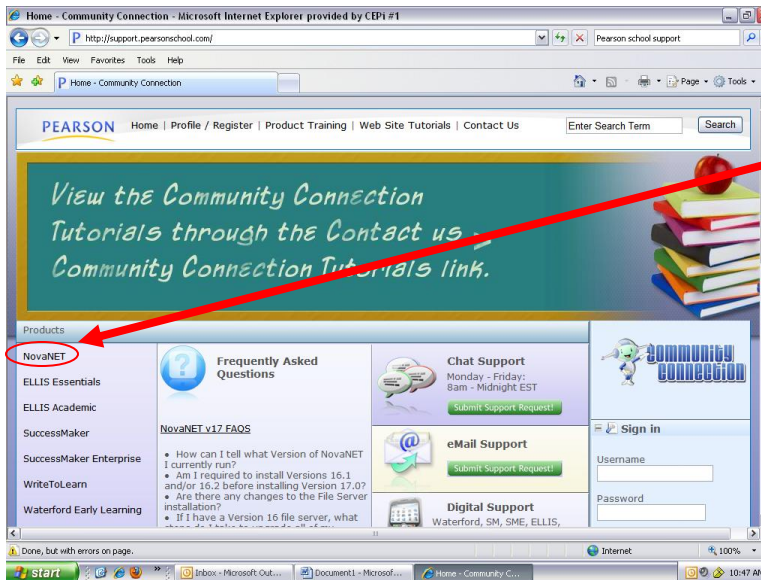 Home - Community Connection - Microsoft Internet Explorer provided by CEPi #1
http://support.pearsonschool.com/
Pearson school support
File Edit View Favorites Tools Help
Home - Community Connection
Page Tools
PEARSON Home | Profile / Register | Product Training | Web Site Tutorials | Contact Us Enter Search Term Search
View the Community Connection
Tutorials through the Contact us >
Community Connection Tutorials link.
Products
NovaNET
ELLIS Essentials
ELLIS Academic
SuccessMaker
SuccessMaker Enterprise
WriteToLearn
Waterford Early Learning
Frequently Asked
Questions
NovaNET v17 FAQS
• How can I tell what Version of NovaNET
I currently run?
• Am I required to install Versions 16.1
and/or 16.2 before installing Version 17.0?
• Are there any changes to the File Server
installation?
• If I have a Version 16 file server, what
Chat Support
Monday - Friday:
8am - Midnight EST
Submit Support Request!
eMail Support
Submit Support Request!
Digital Support
Waterford, SM, SME, ELLIS,
Community
Connection
Sign in
Username
Password
Done, but with errors on page.
Internet
100%
start
Inbox - Microsoft Out...
Document1 - Microsof...
Home - Community C...
10:47 AM